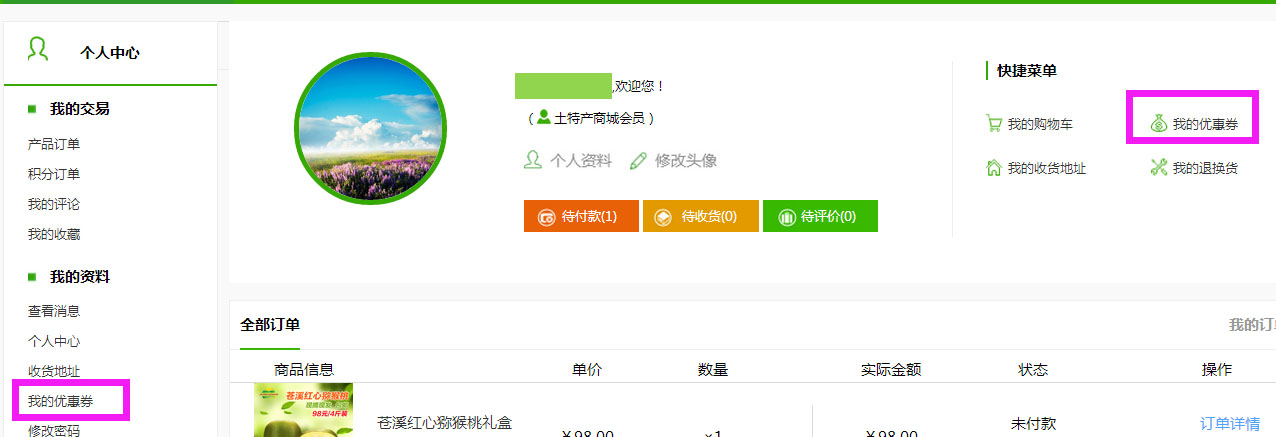 个人中心
我的交易
产品订单
积分订单
我的评论
我的收藏
我的资料
查看消息
个人中心
收货地址
我的优惠券
修改密码
,欢迎您！
（土特产商城会员）
个人资料 修改头像
待付款(1) 待收货(0) 待评价(0)
快捷菜单
我的购物车 我的优惠券
我的收货地址 我的退换货
全部订单 我的订
商品信息 单价 数量 实际金额 状态 操作
苍溪红心猕猴桃
98元/4斤装
苍溪红心猕猴桃礼盒 ￥98.00 ×1 ￥98.00 未付款 订单详情